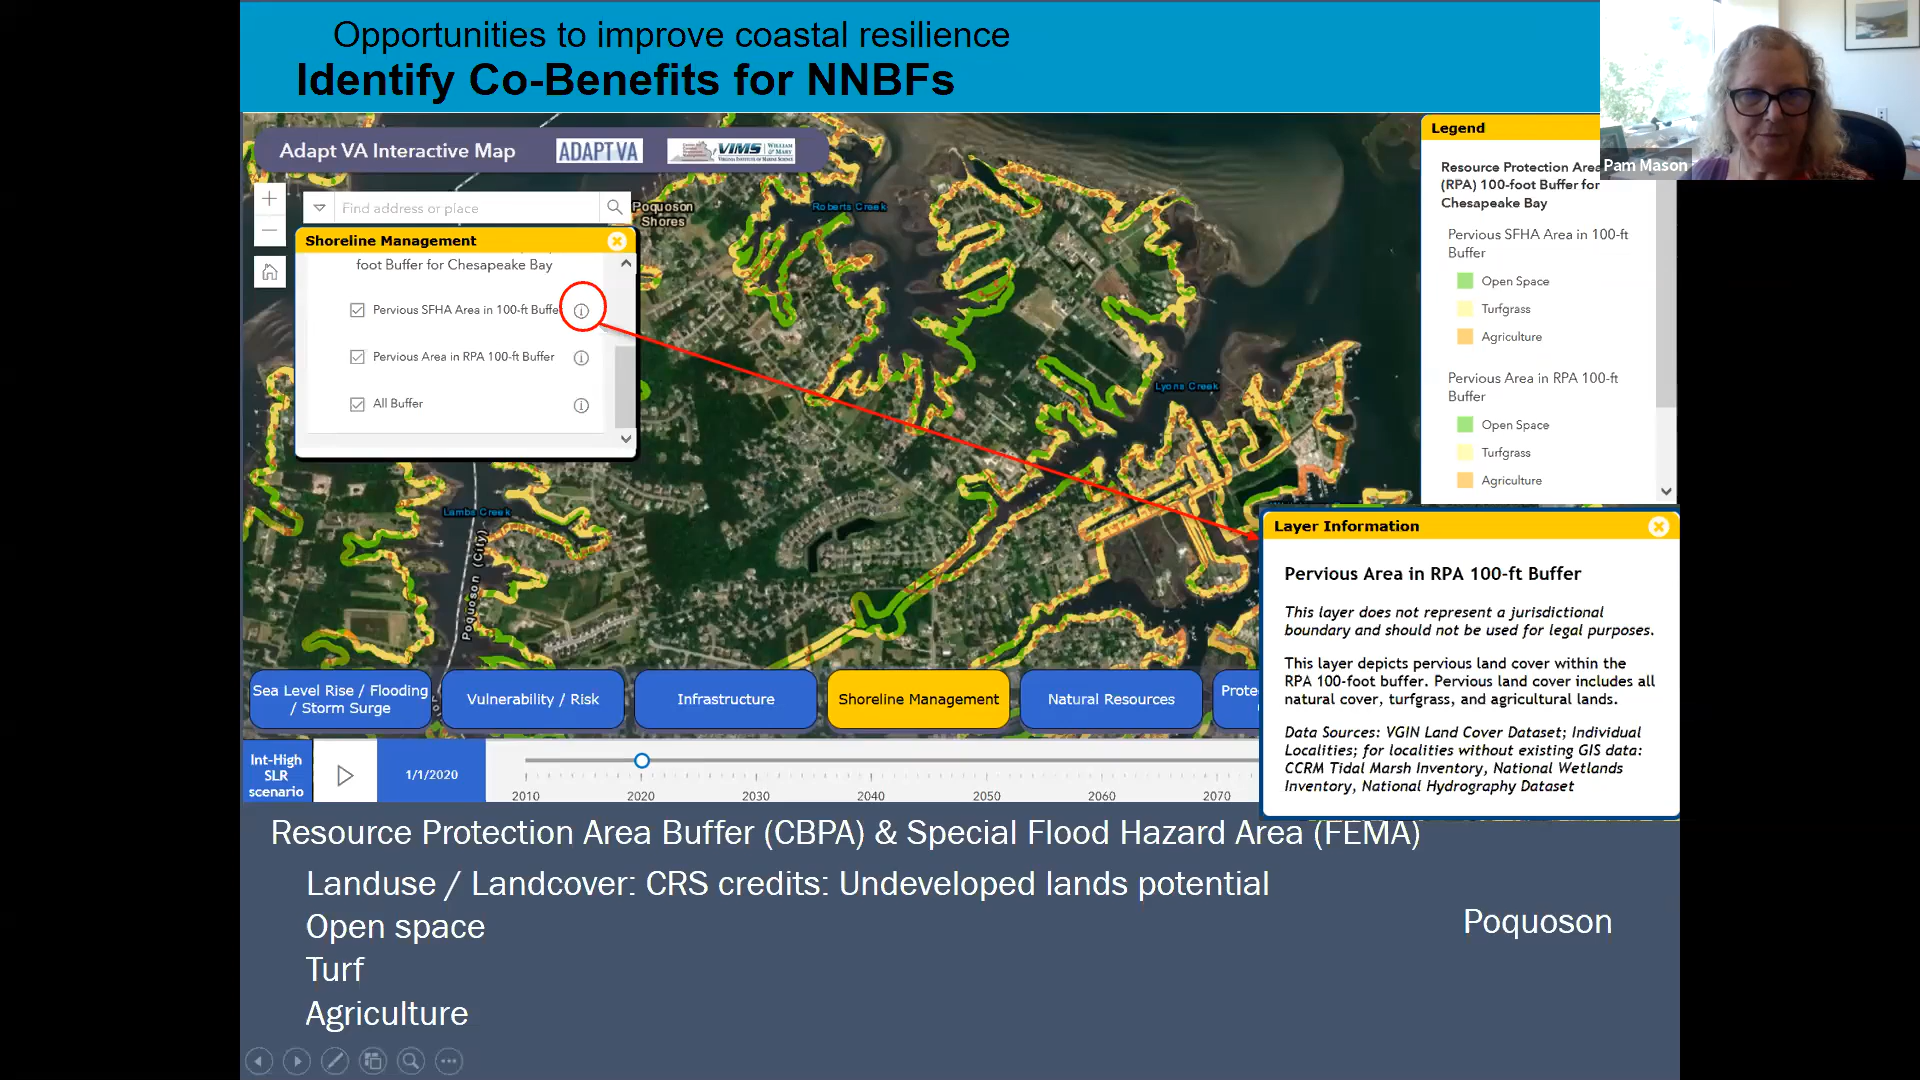 Opportunities to improve coastal resilience
Identify Co-Benefits for NNBFs
Pam Mason
Adapt VA Interactive Map
ADAPT VA
VIMS
WILLIAM & MARY
VIRGINIA INSTITUTE OF MARINE SCIENCE
Find address or place
Poquoson
Shores
Roberts Creek
Lyons Creek
Lambs Creek
Poquoson (City)
Shoreline Management
foot Buffer for Chesapeake Bay
Pervious SFHA Area in 100-ft Buffe
Pervious Area in RPA 100-ft Buffer
All Buffer
Legend
Resource Protection Area
(RPA) 100-foot Buffer for
Chesapeake Bay
Pervious SFHA Area in 100-ft
Buffer
Open Space
Turfgrass
Agriculture
Pervious Area in RPA 100-ft
Buffer
Open Space
Turfgrass
Agriculture
Layer Information
Pervious Area in RPA 100-ft Buffer
This layer does not represent a jurisdictional
boundary and should not be used for legal purposes.
This layer depicts pervious land cover within the
RPA 100-foot buffer. Pervious land cover includes all
natural cover, turfgrass, and agricultural lands.
Data Sources: VGIN Land Cover Dataset; Individual
Localities; for localities without existing GIS data:
CCRM Tidal Marsh Inventory, National Wetlands
Inventory, National Hydrography Dataset
Sea Level Rise / Flooding
/ Storm Surge
Vulnerability / Risk
Infrastructure
Shoreline Management
Natural Resources
Prote
Int-High
SLR
scenario
1/1/2020
2010 2020 2030 2040 2050 2060 2070
Resource Protection Area Buffer (CBPA) & Special Flood Hazard Area (FEMA)
Landuse / Landcover: CRS credits: Undeveloped lands potential
Open space
Poquoson
Turf
Agriculture